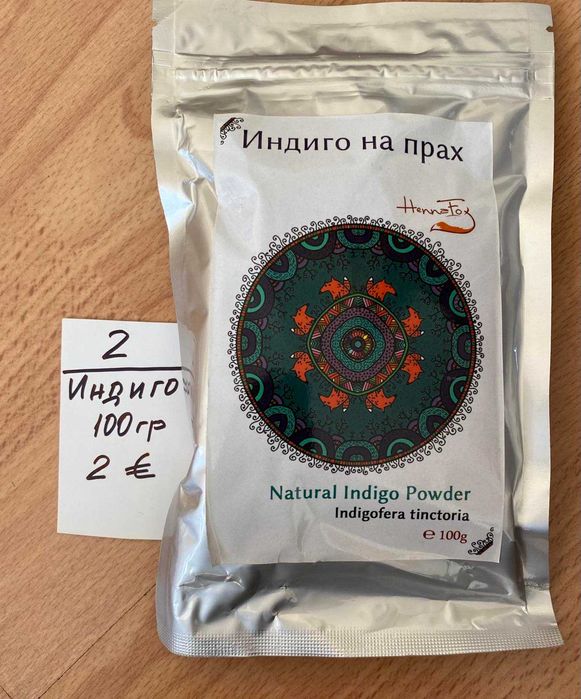 Индиго на прах
HennaFox
Natural Indigo Powder
Indigofera tinctoria
℮ 100g
2
Индиго
100гр
2 €